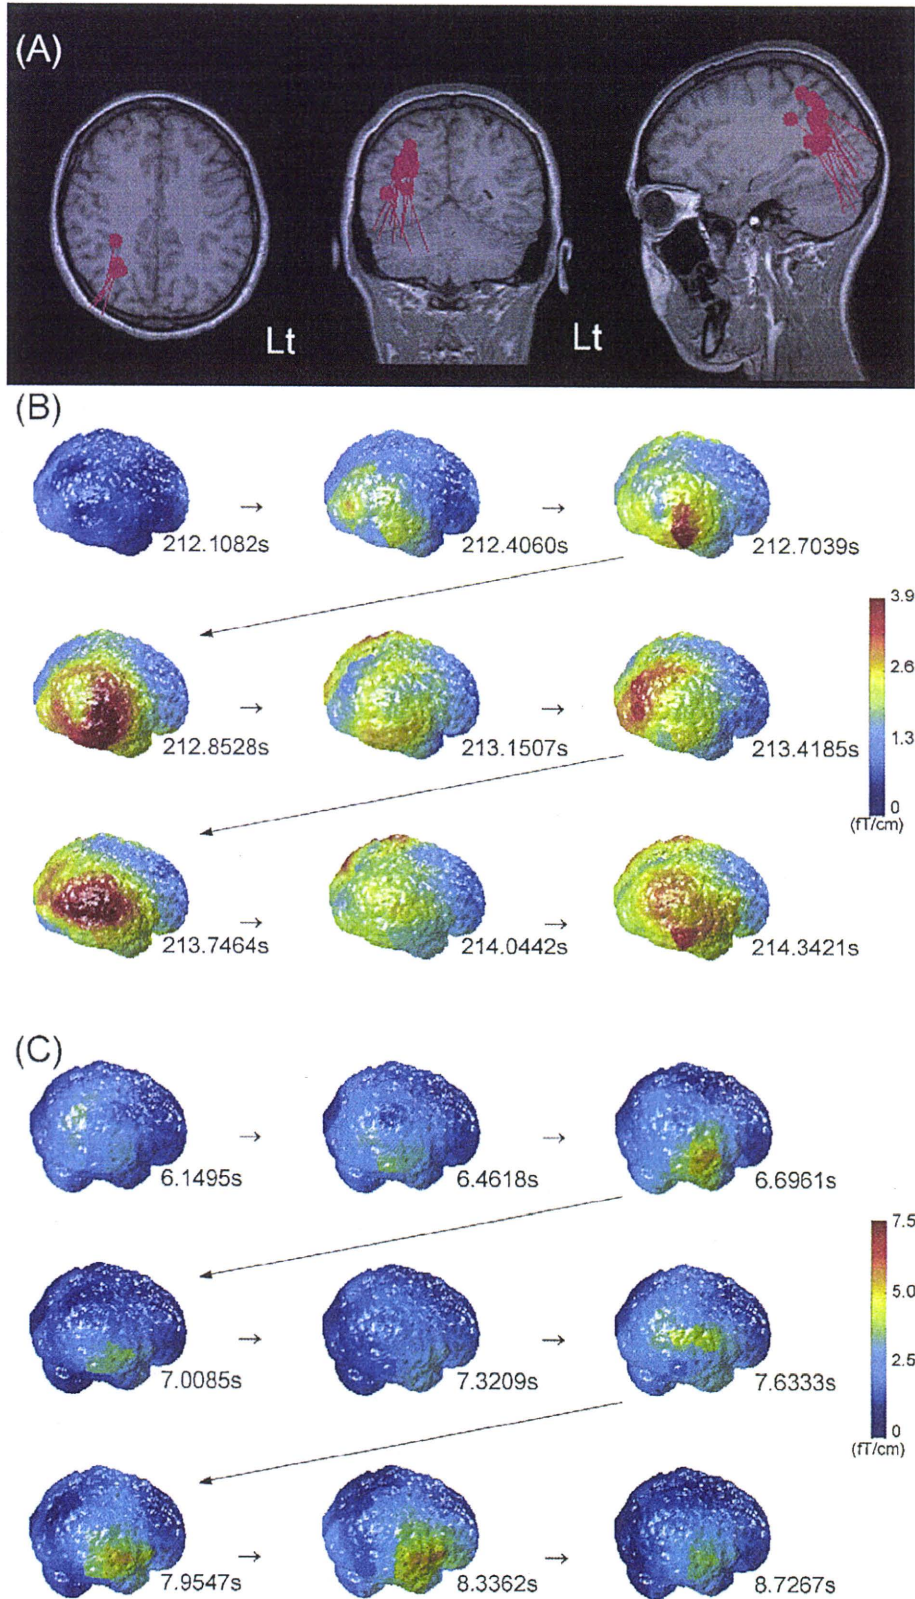 (A)
Lt
Lt
(B)
212.1082s
→
212.4060s
→
212.7039s
212.8528s
→
213.1507s
→
213.4185s
3.9
2.6
1.3
0
(fT/cm)
213.7464s
→
214.0442s
→
214.3421s
(C)
6.1495s
→
6.4618s
→
6.6961s
7.0085s
→
7.3209s
→
7.6333s
7.5
5.0
2.5
0
(fT/cm)
7.9547s
→
8.3362s
→
8.7267s